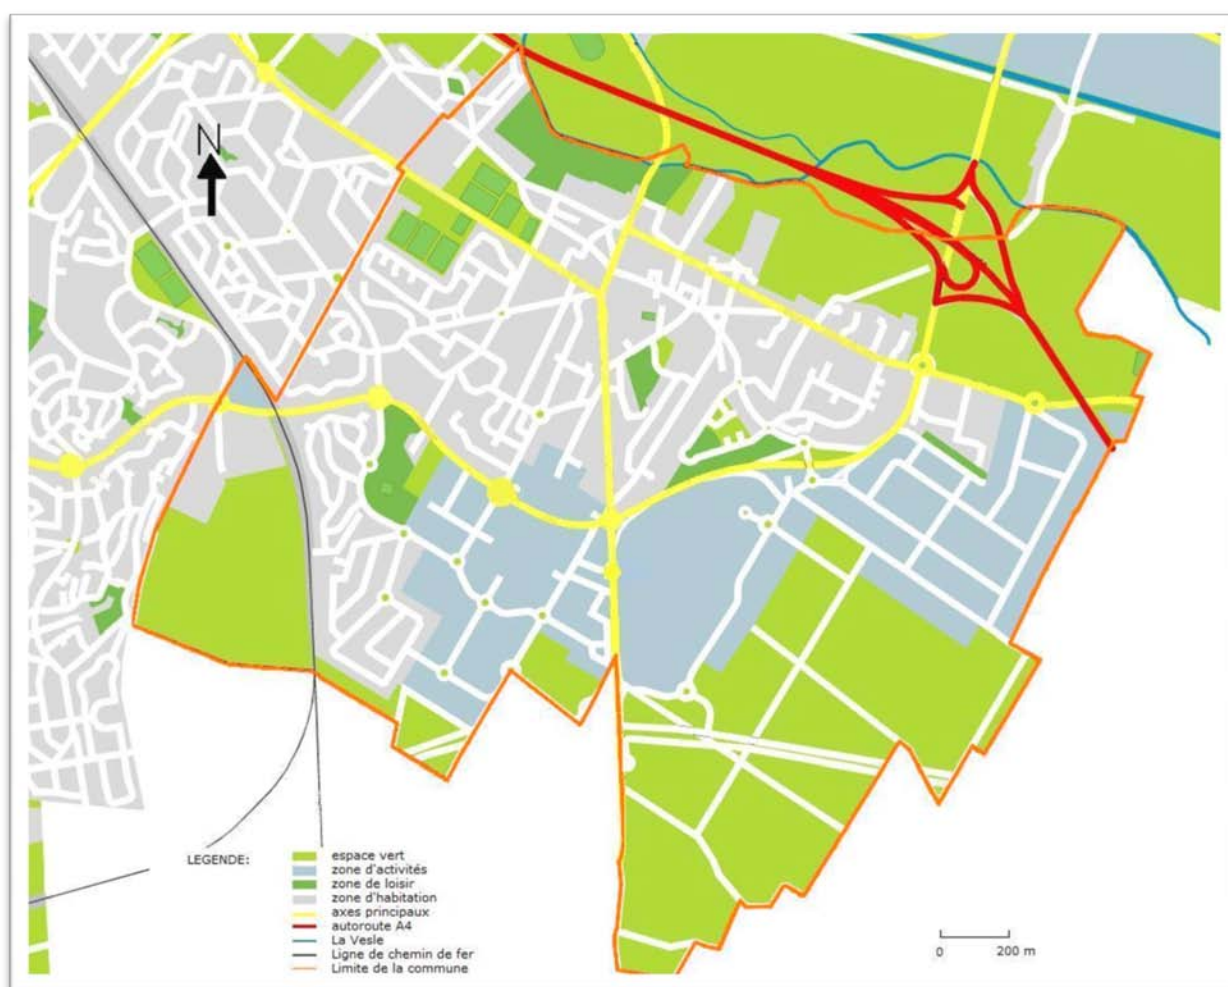 N
LEGENDE:
espace vert
zone d'activités
zone de loisir
zone d'habitation
axes principaux
autoroute A4
La Vesle
Ligne de chemin de fer
Limite de la commune
0 200 m